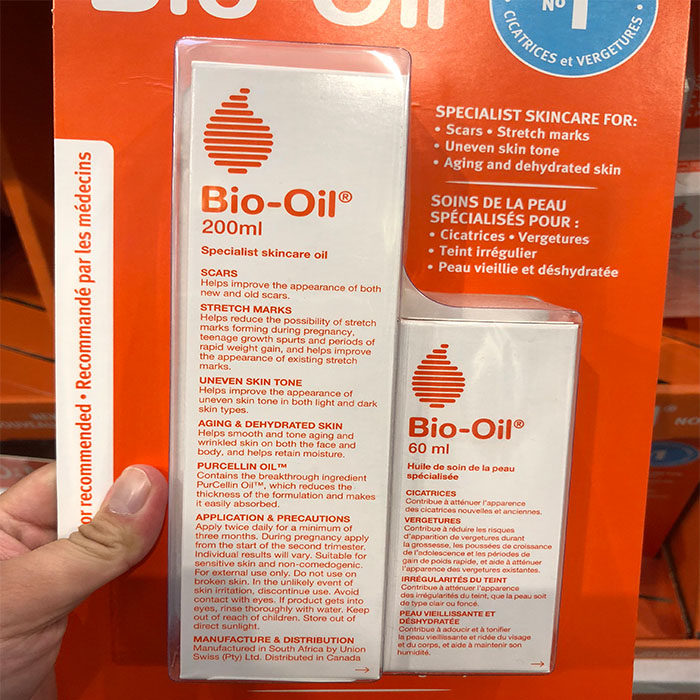 Bio-Oil
No 1
CICATRICES et VERGETURES
SPECIALIST SKINCARE FOR:
• Scars • Stretch marks
• Uneven skin tone
• Aging and dehydrated skin
SOINS DE LA PEAU
SPÉCIALISÉS POUR :
• Cicatrices • Vergetures
• Teint irrégulier
• Peau vieillie et déshydratée
or recommended • Recommandé par les médecins
Bio-Oil®
200ml
Specialist skincare oil
SCARS
Helps improve the appearance of both
new and old scars.
STRETCH MARKS
Helps reduce the possibility of stretch
marks forming during pregnancy,
teenage growth spurts and periods of
rapid weight gain, and helps improve
the appearance of existing stretch
marks.
UNEVEN SKIN TONE
Helps improve the appearance of
uneven skin tone in both light and dark
skin types.
AGING & DEHYDRATED SKIN
Helps smooth and tone aging and
wrinkled skin on both the face and
body, and helps retain moisture.
PURCELLIN OIL™
Contains the breakthrough ingredient
PurCellin Oil™, which reduces the
thickness of the formulation and makes
it easily absorbed.
APPLICATION & PRECAUTIONS
Apply twice daily for a minimum of
three months. During pregnancy apply
from the start of the second trimester.
Individual results will vary. Suitable for
sensitive skin and non-comedogenic.
For external use only. Do not use on
broken skin. In the unlikely event of
skin irritation, discontinue use. Avoid
contact with eyes. If product gets into
eyes, rinse thoroughly with water. Keep
out of reach of children. Store out of
direct sunlight.
MANUFACTURE & DISTRIBUTION
Manufactured in South Africa by Union
Swiss (Pty) Ltd. Distributed in Canada
Bio-Oil®
60 ml
Huile de soin de la peau
spécialisée
CICATRICES
Contribue à atténuer l'apparence
des cicatrices nouvelles et anciennes.
VERGETURES
Contribue à réduire les risques
d'apparition de vergetures durant
la grossesse, les poussées de croissance
de l'adolescence et les périodes de
gain de poids rapide, et aide à atténuer
l'apparence des vergetures existantes.
IRRÉGULARITÉS DU TEINT
Contribue à atténuer l'apparence
des irrégularités du teint, que la peau soit
de type clair ou foncé.
PEAU VIEILLISSANTE ET
DÉSHYDRATÉE
Contribue à adoucir et à tonifier
la peau vieillissante et ridée du visage
et du corps, et aide à maintenir son
humidité.